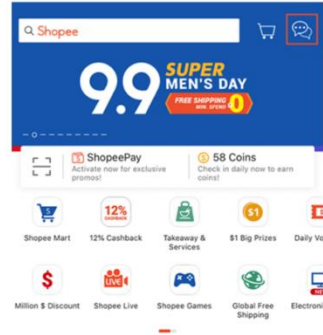 Shopee
9.9 SUPER
MEN'S DAY
FREE SHIPPING 0
MIN. SPEND
ShopeePay
Activate now for exclusive
promos!
58 Coins
Check in daily now to earn
coins!
12%
$1
Shopee Mart
12% Cashback
Takeaway &
Services
$1 Big Prizes
Daily Vo
$
LIVE
Million $ Discount
Shopee Live
Shopee Games
Global Free
Shipping
Electroni